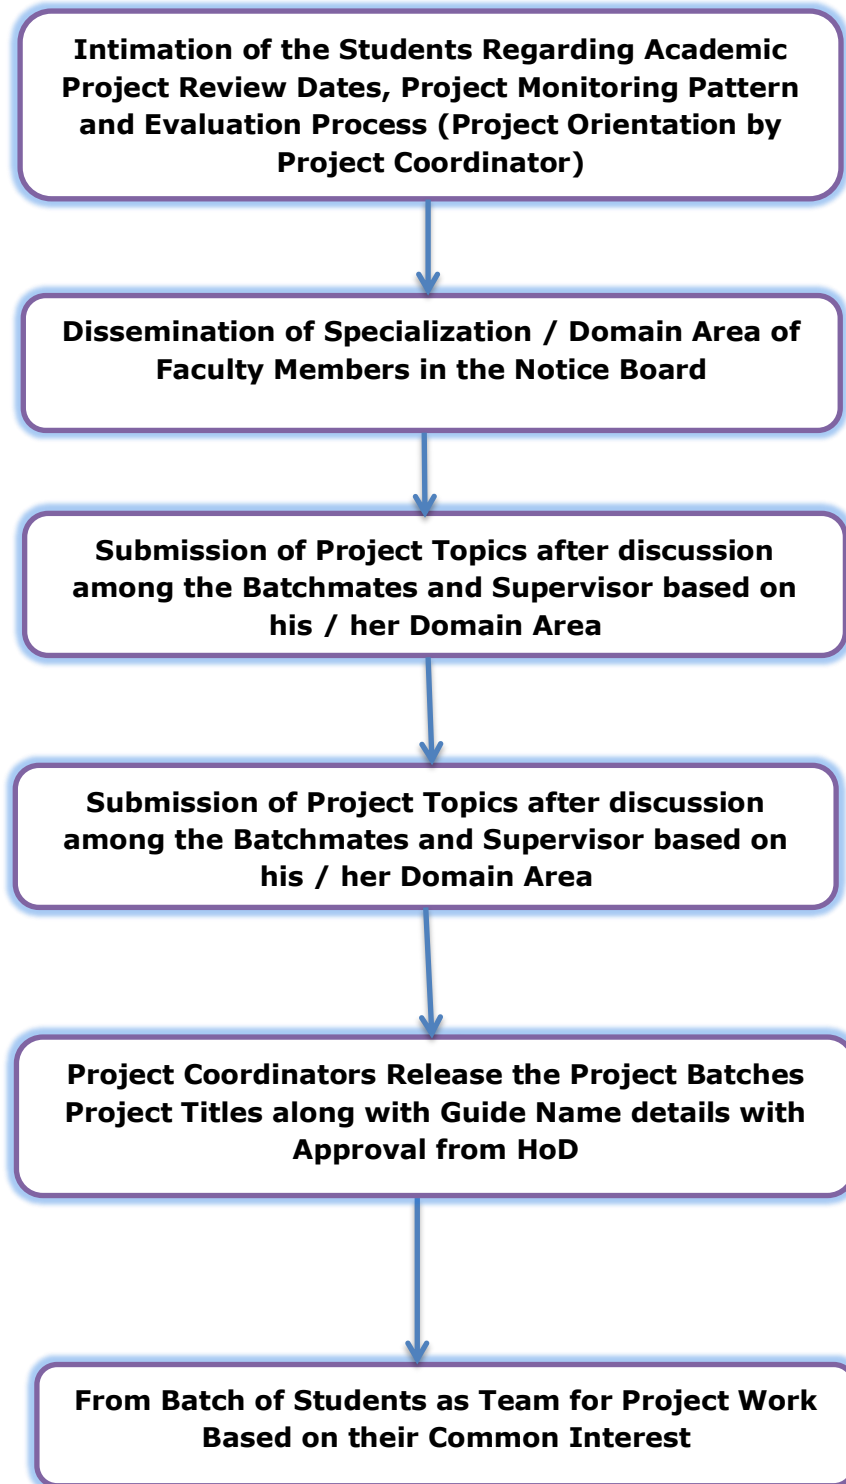 Intimation of the Students Regarding Academic
Project Review Dates, Project Monitoring Pattern
and Evaluation Process (Project Orientation by
Project Coordinator)
Dissemination of Specialization / Domain Area of
Faculty Members in the Notice Board
Submission of Project Topics after discussion
among the Batchmates and Supervisor based on
his / her Domain Area
Submission of Project Topics after discussion
among the Batchmates and Supervisor based on
his / her Domain Area
Project Coordinators Release the Project Batches
Project Titles along with Guide Name details with
Approval from HoD
From Batch of Students as Team for Project Work
Based on their Common Interest